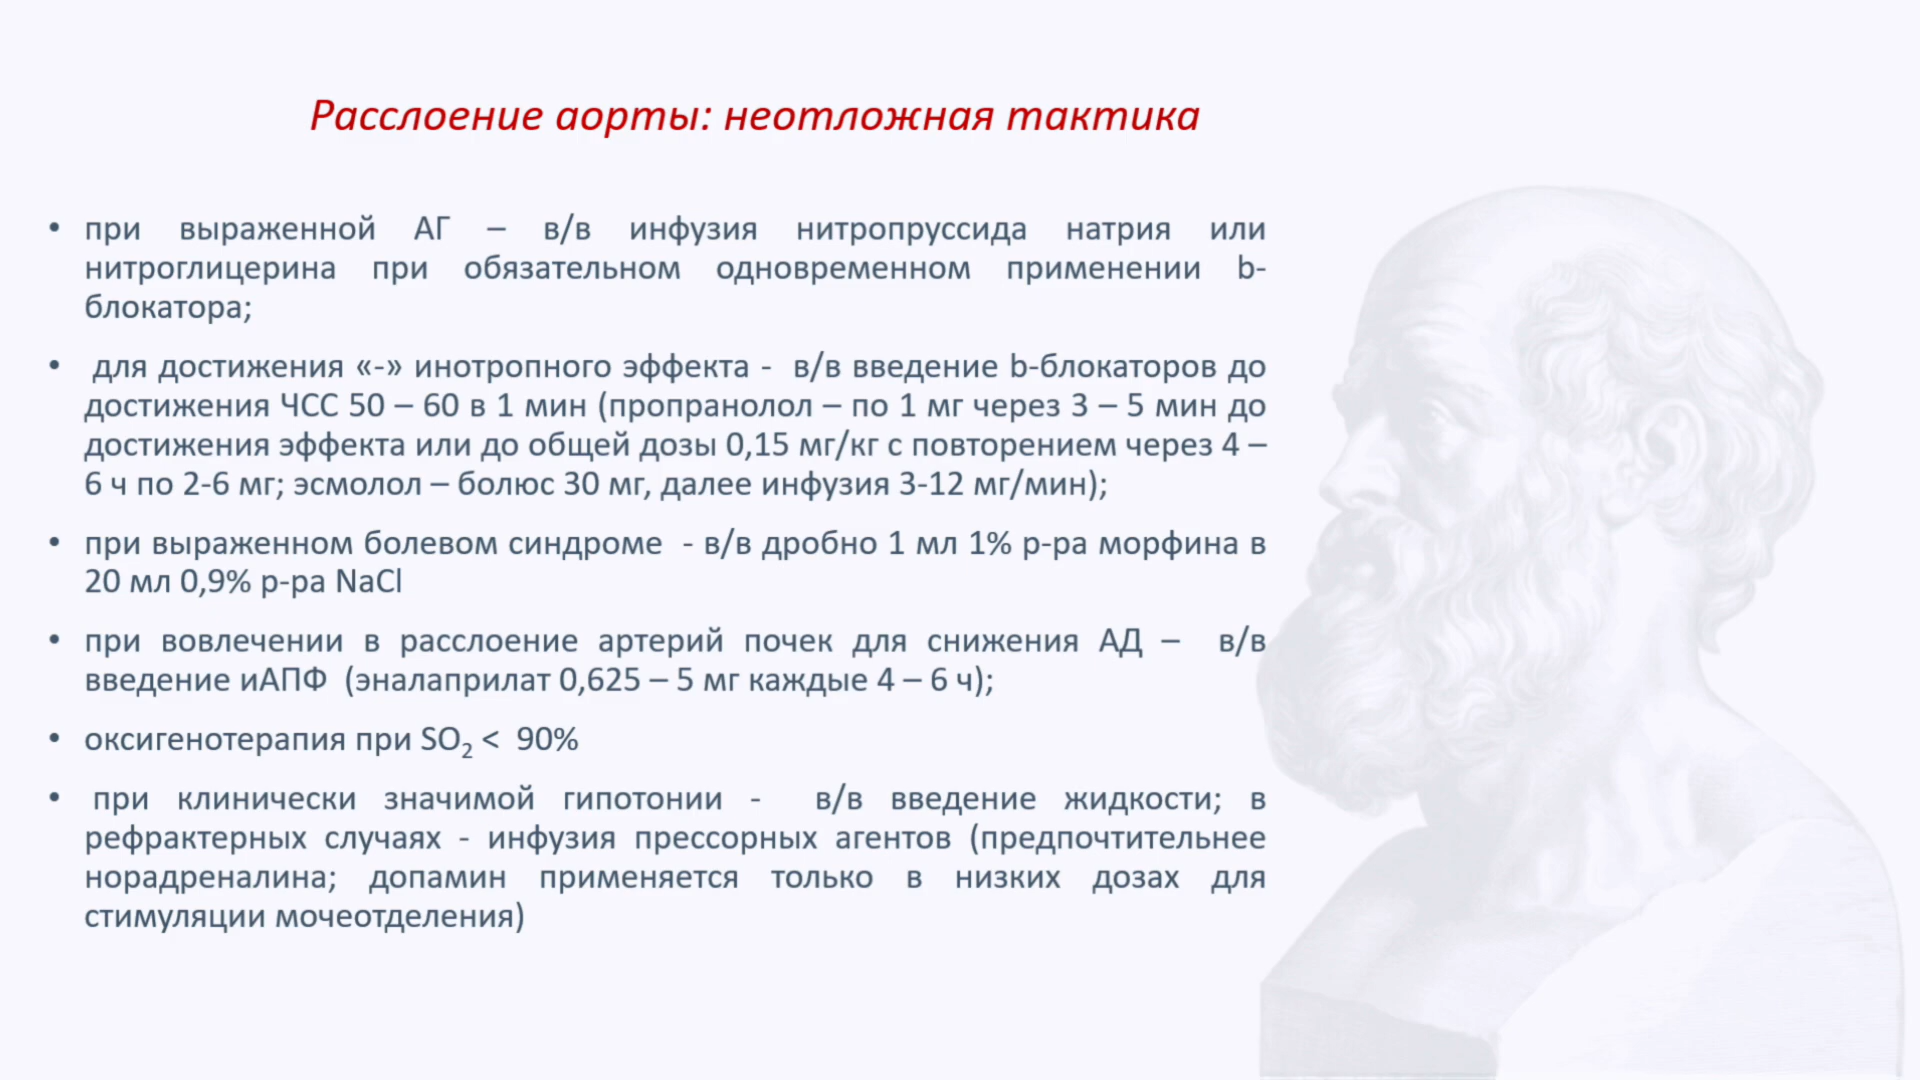 Расслоение аорты: неотложная тактика
• при выраженной АГ – в/в инфузия нитропруссида натрия или
нитроглицерина при обязательном одновременном применении b-
блокатора;
• для достижения «-» инотропного эффекта - в/в введение b-блокаторов до
достижения ЧСС 50 – 60 в 1 мин (пропранолол – по 1 мг через 3 – 5 мин до
достижения эффекта или до общей дозы 0,15 мг/кг с повторением через 4 –
6 ч по 2-6 мг; эсмолол – болюс 30 мг, далее инфузия 3-12 мг/мин);
• при выраженном болевом синдроме - в/в дробно 1 мл 1% р-ра морфина в
20 мл 0,9% р-ра NaCl
• при вовлечении в расслоение артерий почек для снижения АД – в/в
введение иАПФ (эналаприлат 0,625 – 5 мг каждые 4 – 6 ч);
• оксигенотерапия при SO₂ < 90%
• при клинически значимой гипотонии - в/в введение жидкости; в
рефрактерных случаях - инфузия прессорных агентов (предпочтительнее
норадреналина; допамин применяется только в низких дозах для
стимуляции мочеотделения)